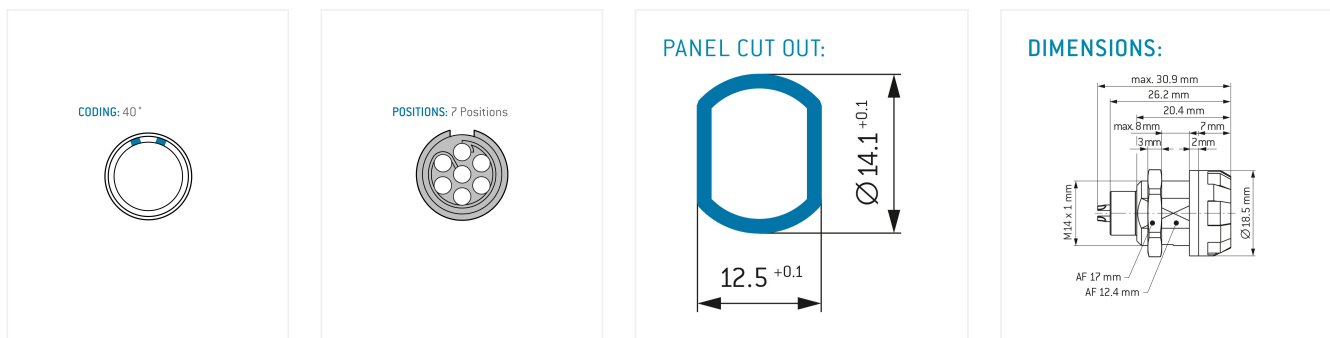 CODING: 40°
POSITIONS: 7 Positions
PANEL CUT OUT:
Ø14.1 +0.1
12.5 +0.1
DIMENSIONS:
max. 30.9 mm
26.2 mm
20.4 mm
max. 8 mm
7 mm
3 mm
2 mm
M14 x 1 mm
Ø18.5 mm
AF 17 mm
AF 12.4 mm